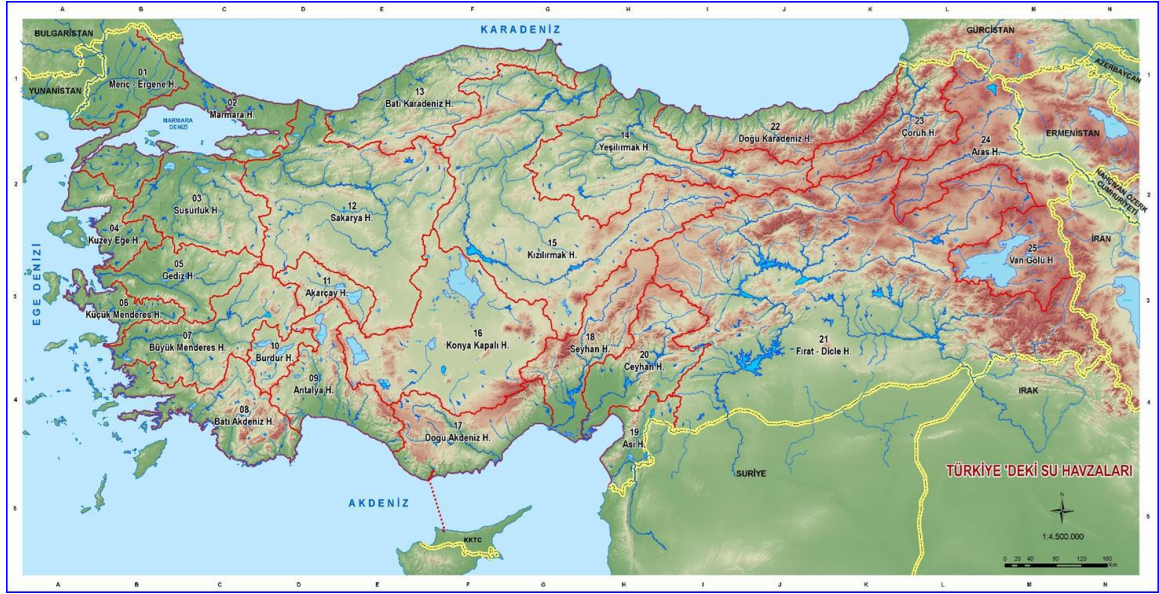 A B C D E F G H I J K L M N
KARADENİZ
BULGARİSTAN
GÜRCİSTAN
AZERBAYCAN
1
1
01
Meriç - Ergene H.
YUNANİSTAN
02
Marmara H.
MARMARA
DENİZİ
13
Batı Karadeniz H.
14
Yeşilırmak H.
22
Doğu Karadeniz H.
23
Çoruh H.
24
Aras H.
ERMENİSTAN
NAHÇIVAN ÖZERK
CUMHURİYETİ
2
2
03
Susurluk H.
12
Sakarya H.
04
Kuzey Ege H.
05
Gediz H.
15
Kızılırmak H.
25
Van Gölü H.
İRAN
EGE DENİZİ
3
3
11
Akarçay H.
06
Küçük Menderes H.
07
Büyük Menderes H.
10
Burdur H.
16
Konya Kapalı H.
18
Seyhan H.
20
Ceyhan H.
21
Fırat - Dicle H.
4
4
09
Antalya H.
08
Batı Akdeniz H.
17
Doğu Akdeniz H.
19
Asi H.
IRAK
SURİYE
TÜRKİYE 'DEKİ SU HAVZALARI
AKDENİZ
5
5
KKTC
N
1:4.500.000
0 20 40 80 120 160
Km
A B C D E F G H I J K L M N